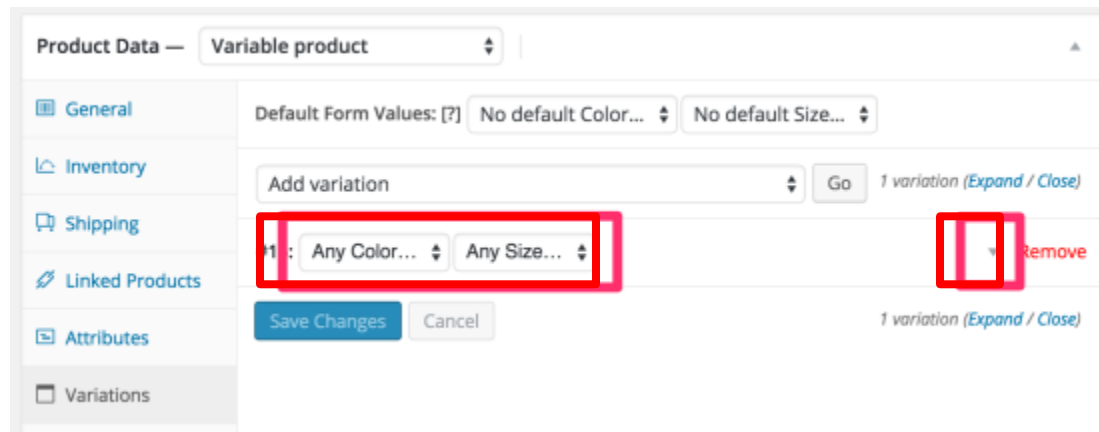 Product Data — Variable product
General
Default Form Values: [?] No default Color... No default Size...
Inventory
Add variation Go 1 variation (Expand / Close)
Shipping
: Any Color... Any Size... Remove
Linked Products
Save Changes Cancel 1 variation (Expand / Close)
Attributes
Variations